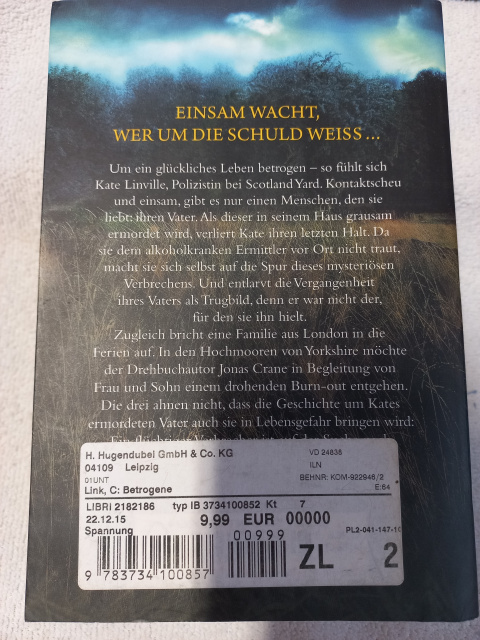 EINSAM WACHT,
WER UM DIE SCHULD WEISS ...
Um ein glückliches Leben betrogen – so fühlt sich
Kate Linville, Polizistin bei Scotland Yard. Kontaktscheu
und einsam, gibt es nur einen Menschen, den sie
liebt: ihren Vater. Als dieser in seinem Haus grausam
ermordet wird, verliert Kate ihren letzten Halt. Da
sie dem alkoholkranken Ermittler vor Ort nicht traut,
macht sie sich selbst auf die Spur dieses mysteriösen
Verbrechens. Und entlarvt die Vergangenheit
ihres Vaters als Trugbild, denn er war nicht der,
für den sie ihn hielt.
Zugleich bricht eine Familie aus London in die
Ferien auf. In den Hochmooren von Yorkshire möchte
der Drehbuchautor Jonas Crane in Begleitung von
Frau und Sohn einem drohenden Burn-out entgehen.
Die drei ahnen nicht, dass die Geschichte um Kates
ermordeten Vater auch sie in Lebensgefahr bringen wird:
H. Hugendubel GmbH & Co. KG
04109 Leipzig
01UNT
Link, C: Betrogene
VD 24638
ILN
BEHNR: KOM-922946/2
E:64
LIBRI 2182186 typ IB 3734100852 Kt 7
22.12.15 9,99 EUR 00000
Spannung
PL2-041-147-10
00999
ZL 2
9 783734 100857